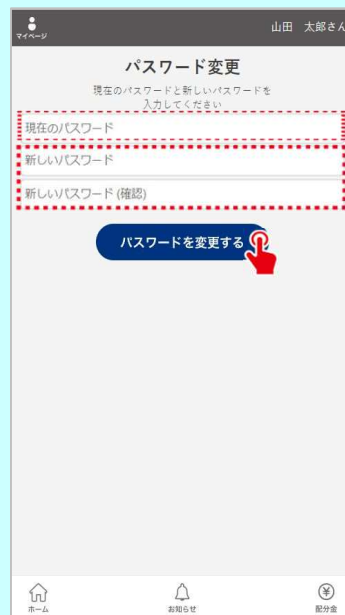 マイページ
山田　太郎さん
パスワード変更
現在のパスワードと新しいパスワードを
入力してください
現在のパスワード
新しいパスワード
新しいパスワード (確認)
パスワードを変更する
ホーム
お知らせ
配分金